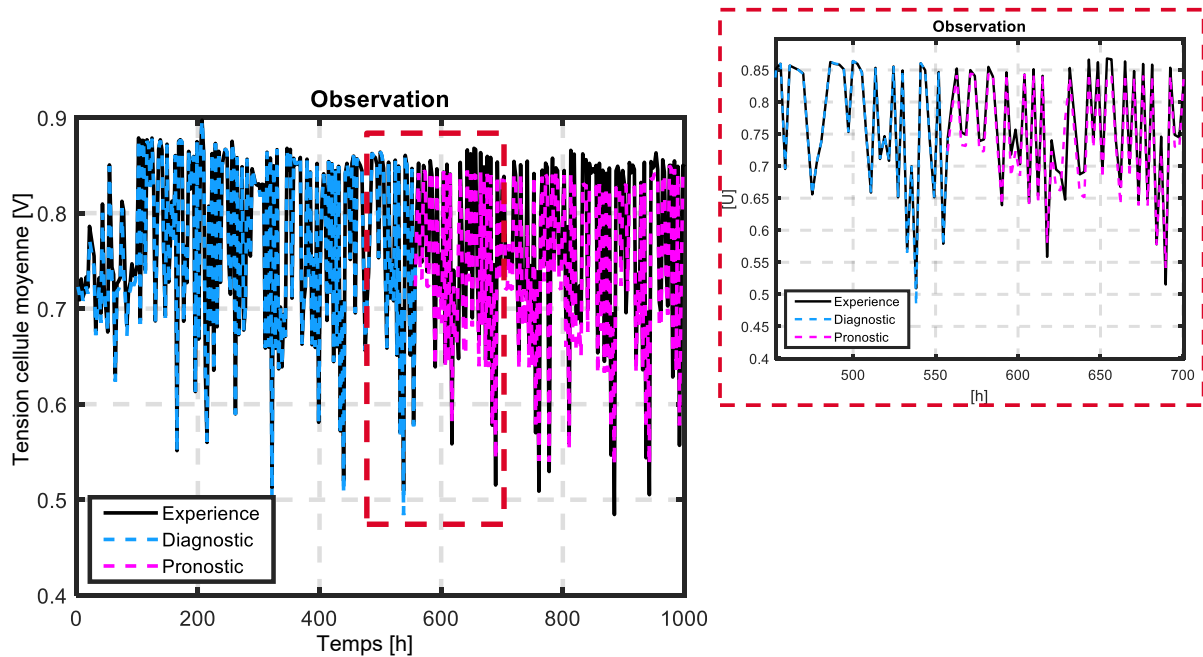 Observation
Tension cellule moyenne [V]
0.9
0.8
0.7
0.6
0.5
0.4
Experience
Diagnostic
Pronostic
0
200
400
600
800
1000
Temps [h]
Observation
[U]
0.85
0.8
0.75
0.7
0.65
0.6
0.55
0.5
0.45
0.4
Experience
Diagnostic
Pronostic
500
550
600
650
700
[h]